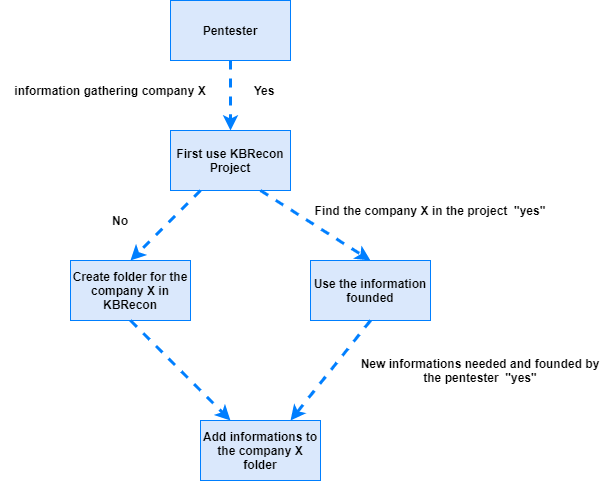 Pentester
information gathering company X
Yes
First use KBRecon
Project
No
Find the company X in the project "yes"
Create folder for the
company X in
KBRecon
Use the information
founded
New informations needed and founded by
the pentester "yes"
Add informations to
the company X
folder